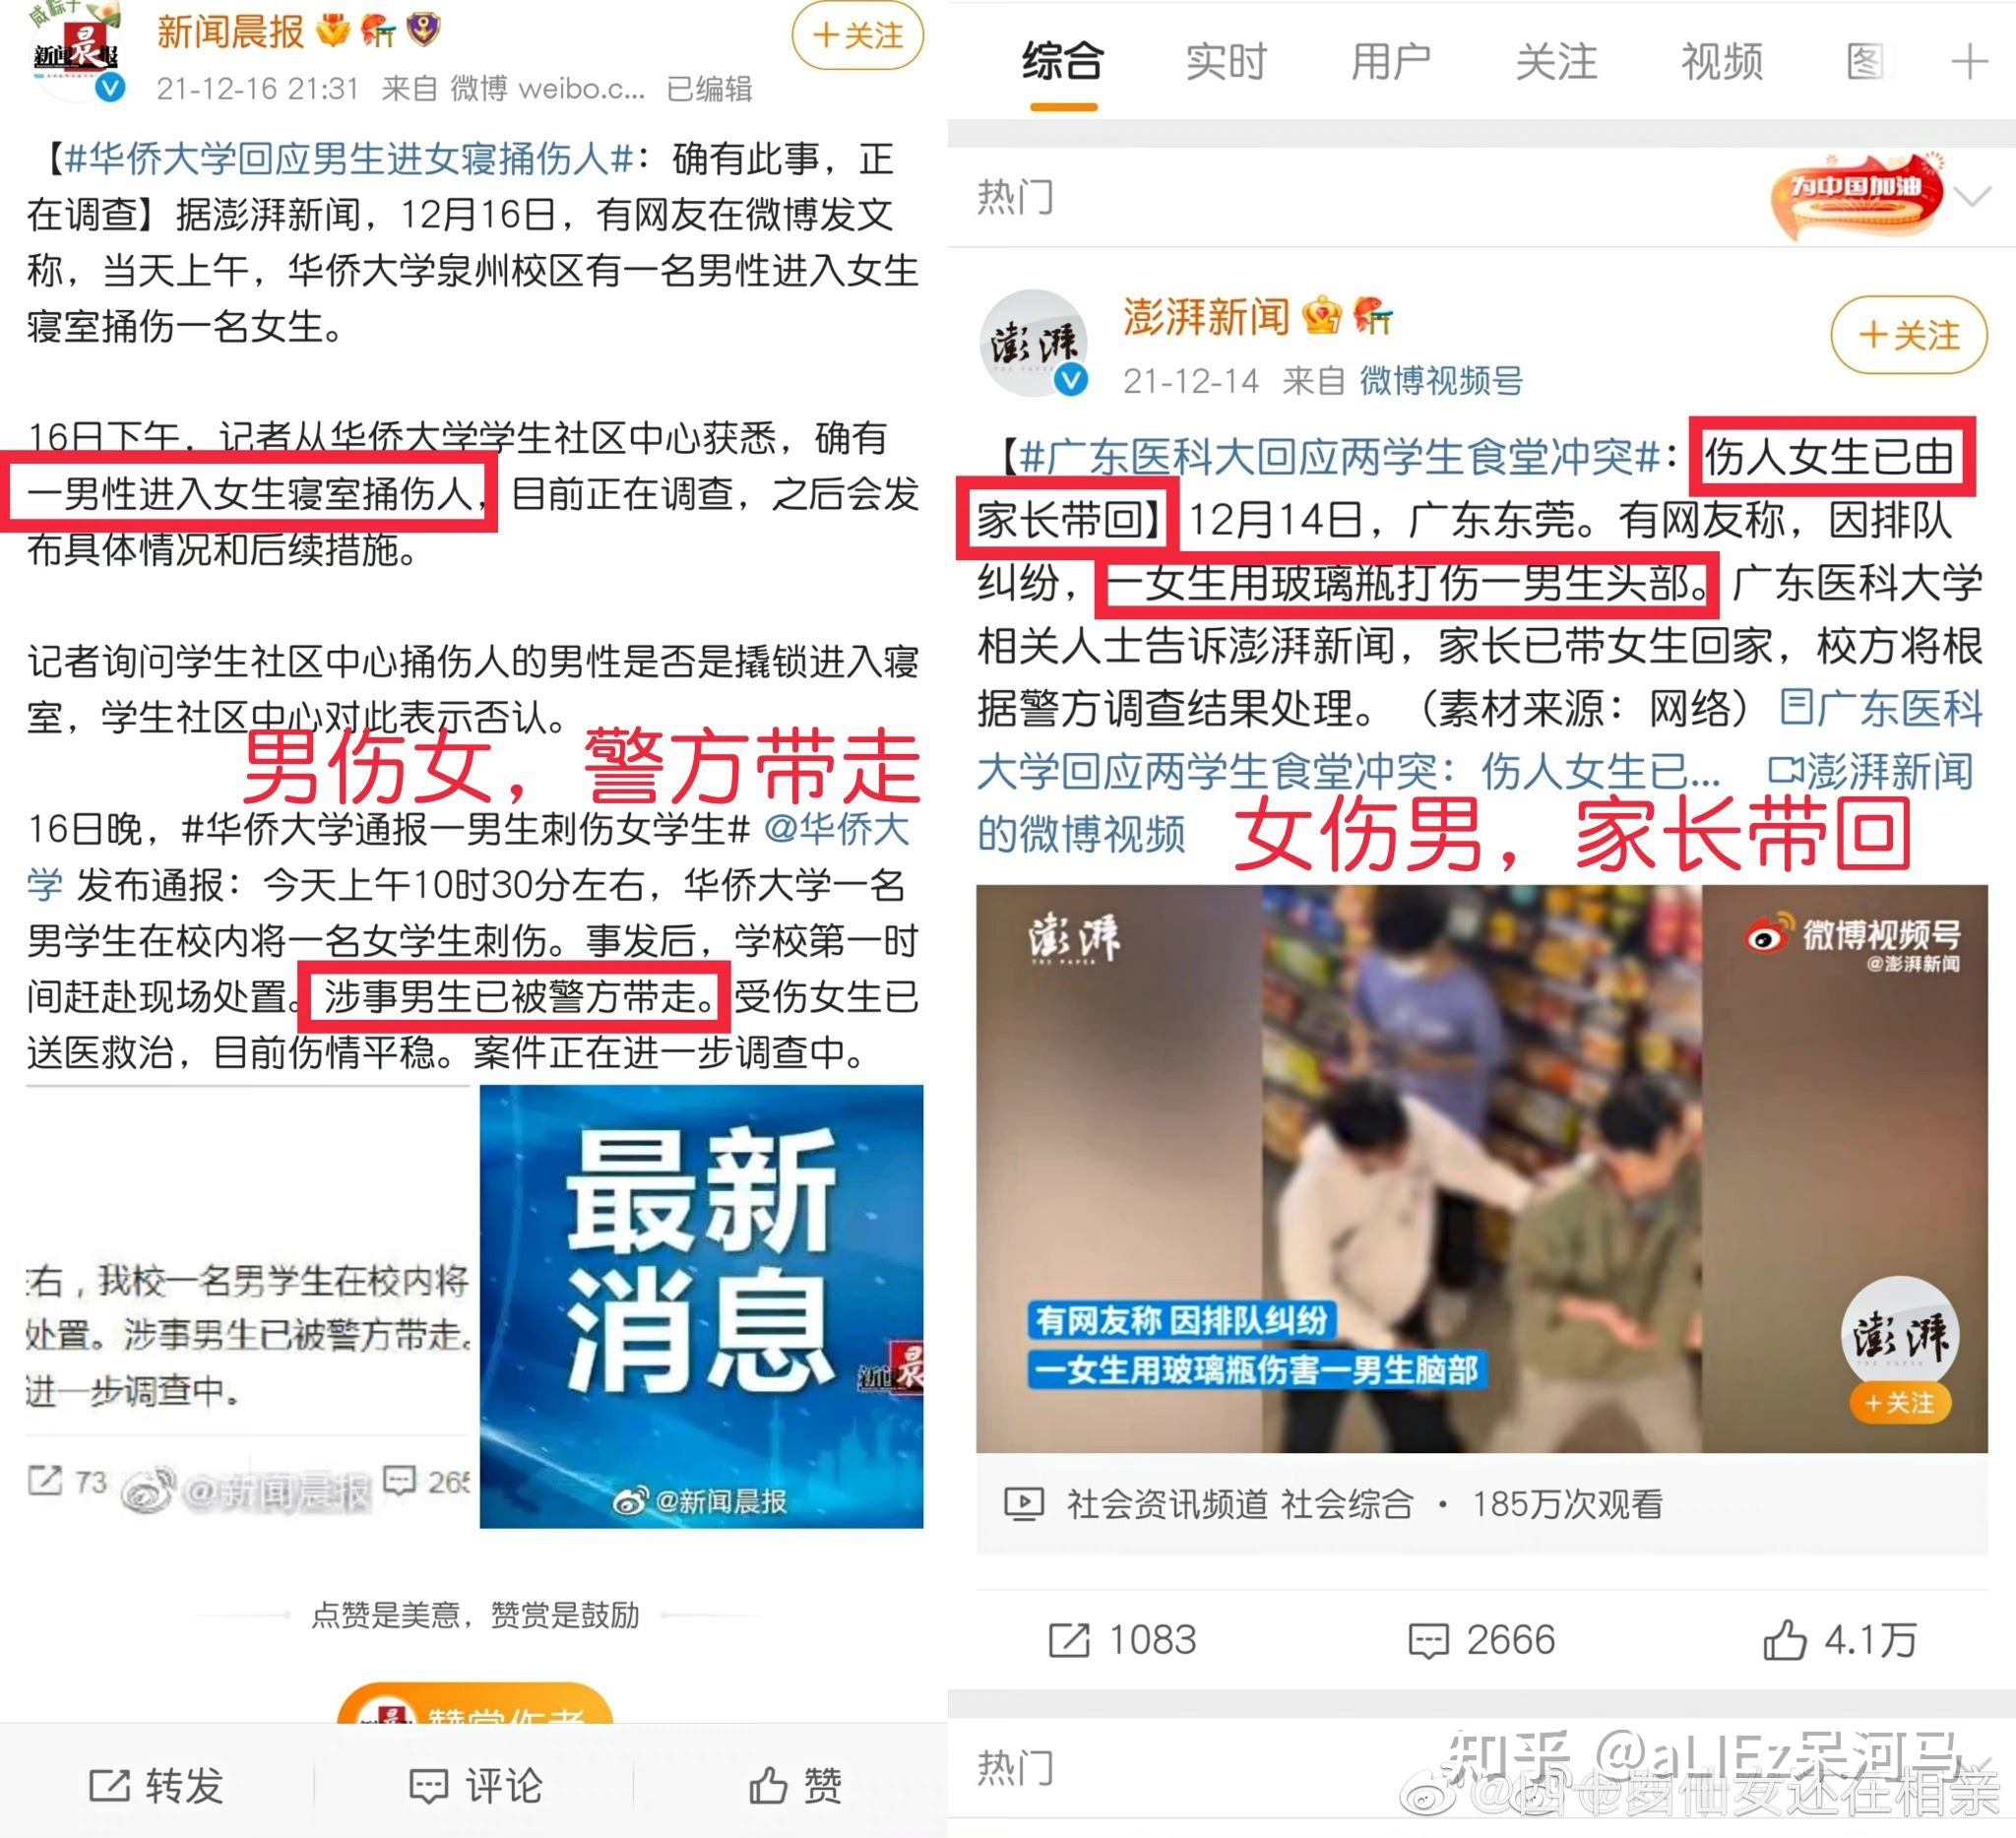 咸粽子
新闻晨报
新闻晨报
+关注
21-12-16 21:31 来自 微博 weibo.c... 已编辑
【#华侨大学回应男生进女寝捅伤人#：确有此事，正
在调查】据澎湃新闻，12月16日，有网友在微博发文
称，当天上午，华侨大学泉州校区有一名男性进入女生
寝室捅伤一名女生。
16日下午，记者从华侨大学学生社区中心获悉，确有
一男性进入女生寝室捅伤人，目前正在调查，之后会发
布具体情况和后续措施。
记者询问学生社区中心捅伤人的男性是否是撬锁进入寝
室，学生社区中心对此表示否认。
男伤女，警方带走
16日晚，#华侨大学通报一男生刺伤女学生# @华侨大
学 发布通报：今天上午10时30分左右，华侨大学一名
男学生在校内将一名女学生刺伤。事发后，学校第一时
间赶赴现场处置。涉事男生已被警方带走。受伤女生已
送医救治，目前伤情平稳。案件正在进一步调查中。
右，我校一名男学生在校内将
处置。涉事男生已被警方带走。
进一步调查中。
73 @新闻晨报 265
最新
消息
新闻晨
@新闻晨报
点赞是美意，赞赏是鼓励
赞赏作者
转发 评论 赞
综合 实时 用户 关注 视频 图 +
热门
为中国加油
澎湃
THE PAPER
澎湃新闻
+关注
21-12-14 来自 微博视频号
【#广东医科大回应两学生食堂冲突#：伤人女生已由
家长带回】12月14日，广东东莞。有网友称，因排队
纠纷，一女生用玻璃瓶打伤一男生头部。广东医科大学
相关人士告诉澎湃新闻，家长已带女生回家，校方将根
据警方调查结果处理。（素材来源：网络）广东医科
大学回应两学生食堂冲突：伤人女生已... 澎湃新闻
的微博视频
女伤男，家长带回
澎湃
THE PAPER
微博视频号
@澎湃新闻
有网友称 因排队纠纷
一女生用玻璃瓶伤害一男生脑部
澎湃
+关注
社会资讯频道 社会综合 · 185万次观看
1083 2666 4.1万
热门
知乎 @aLIEz呆河马